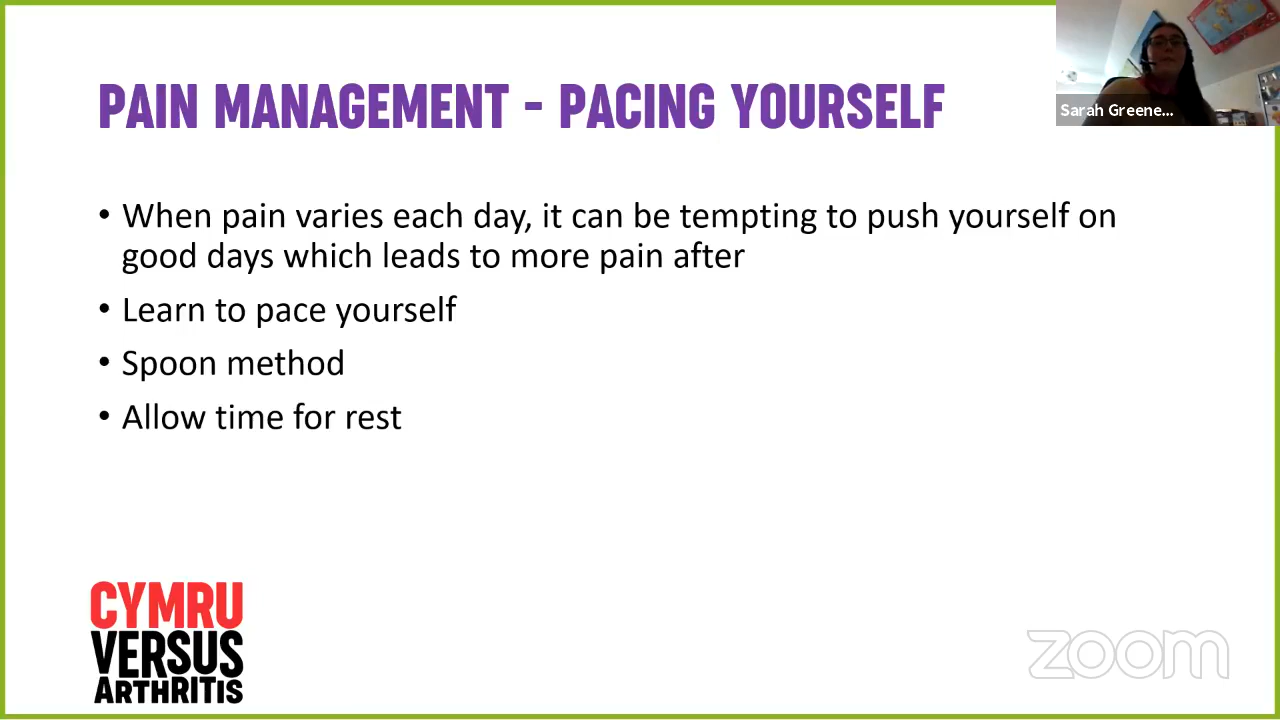 PAIN MANAGEMENT - PACING YOURSELF
Sarah Greene...
• When pain varies each day, it can be tempting to push yourself on
good days which leads to more pain after
• Learn to pace yourself
• Spoon method
• Allow time for rest
CYMRU
VERSUS
ARTHRITIS
zoom